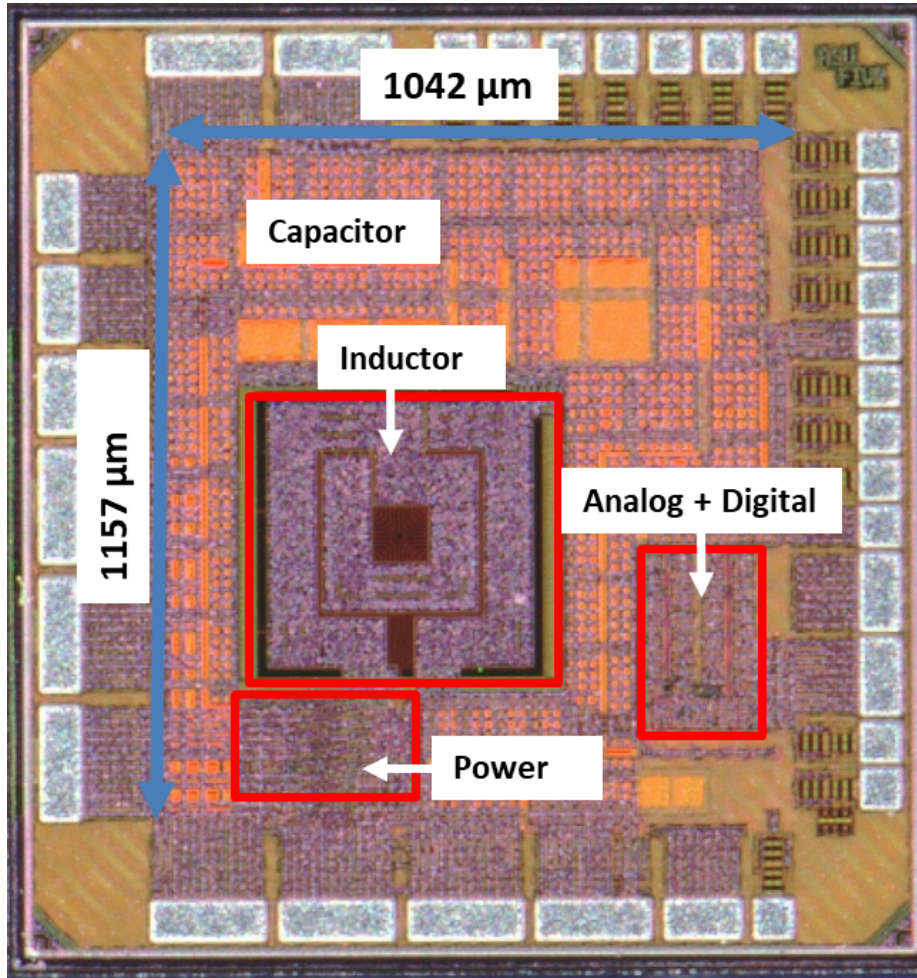 1042 μm
Capacitor
Inductor
1157 μm
Analog + Digital
Power